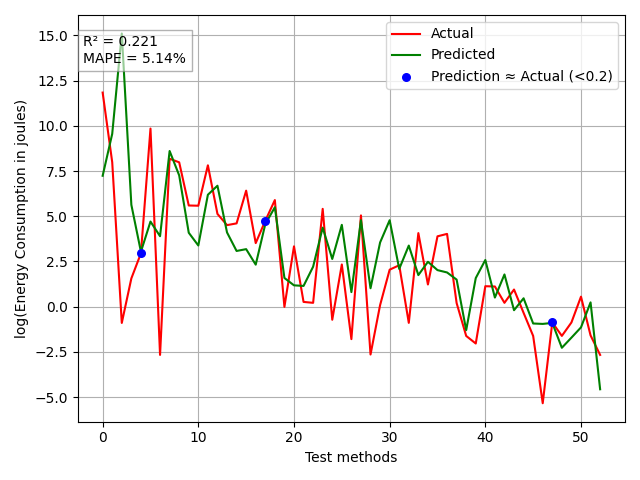 R² = 0.221
MAPE = 5.14%
Actual
Predicted
Prediction ≈ Actual (<0.2)
log(Energy Consumption in joules)
15.0
12.5
10.0
7.5
5.0
2.5
0.0
−2.5
−5.0
0 10 20 30 40 50
Test methods